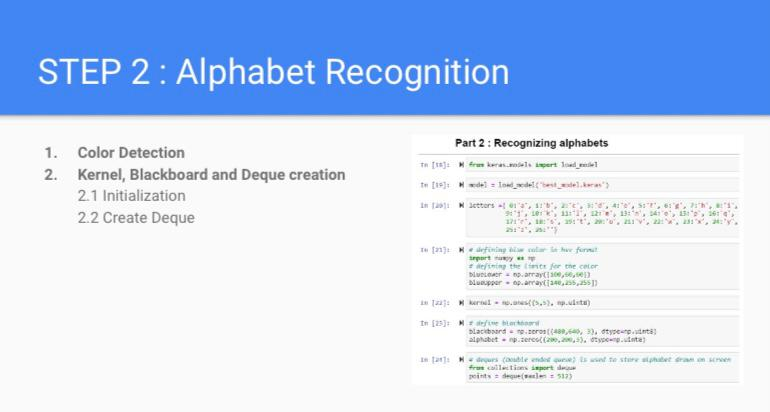 STEP 2 : Alphabet Recognition
1. Color Detection
2. Kernel, Blackboard and Deque creation
2.1 Initialization
2.2 Create Deque
Part 2 : Recognizing alphabets
In [18]: from keras.models import load_model
In [19]: model = load_model('best_model.keras')
In [20]: letters ={ 0:'a', 1:'b', 2:'c', 3:'d', 4:'e', 5:'f', 6:'g', 7:'h', 8:'i',
9:'j', 10:'k', 11:'l', 12:'m', 13:'n', 14:'o', 15:'p', 16:'q',
17:'r', 18:'s', 19:'t', 20:'u', 21:'v', 22:'w', 23:'x', 24:'y',
25:'z', 26:''}
In [21]: # defining blue color in hsv format
import numpy as np
# defining the limits for the color
blueLower = np.array([100,60,60])
blueUpper = np.array([140,255,255])
In [22]: kernel = np.ones((5,5), np.uint8)
In [23]: # define blackboard
blackboard = np.zeros((480,640, 3), dtype=np.uint8)
alphabet = np.zeros((200,200,3), dtype=np.uint8)
In [24]: # deques (Double ended queue) is used to store alphabet drawn on screen
from collections import deque
points = deque(maxlen = 512)